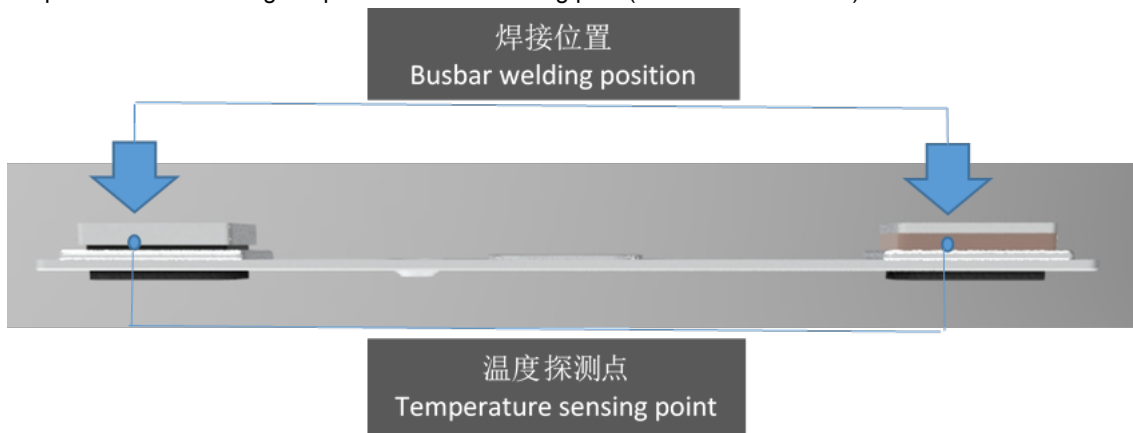 焊接位置
Busbar welding position
温度探测点
Temperature sensing point